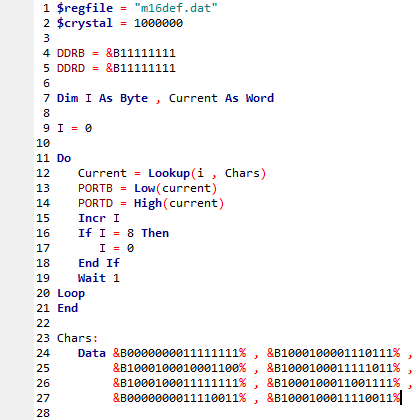 1 $regfile = "m16def.dat"
2 $crystal = 1000000
3
4 DDRB = &B11111111
5 DDRD = &B11111111
6
7 Dim I As Byte , Current As Word
8
9 I = 0
10
11 Do
12 Current = Lookup(i , Chars)
13 PORTB = Low(current)
14 PORTD = High(current)
15 Incr I
16 If I = 8 Then
17 I = 0
18 End If
19 Wait 1
20 Loop
21 End
22
23 Chars:
24 Data &B0000000011111111% , &B1000100001110111% ,
25 &B1000100010001100% , &B1000100011111011% ,
26 &B1000100011111111% , &B1000100011001111% ,
27 &B0000000011110011% , &B1000100011110011%
28